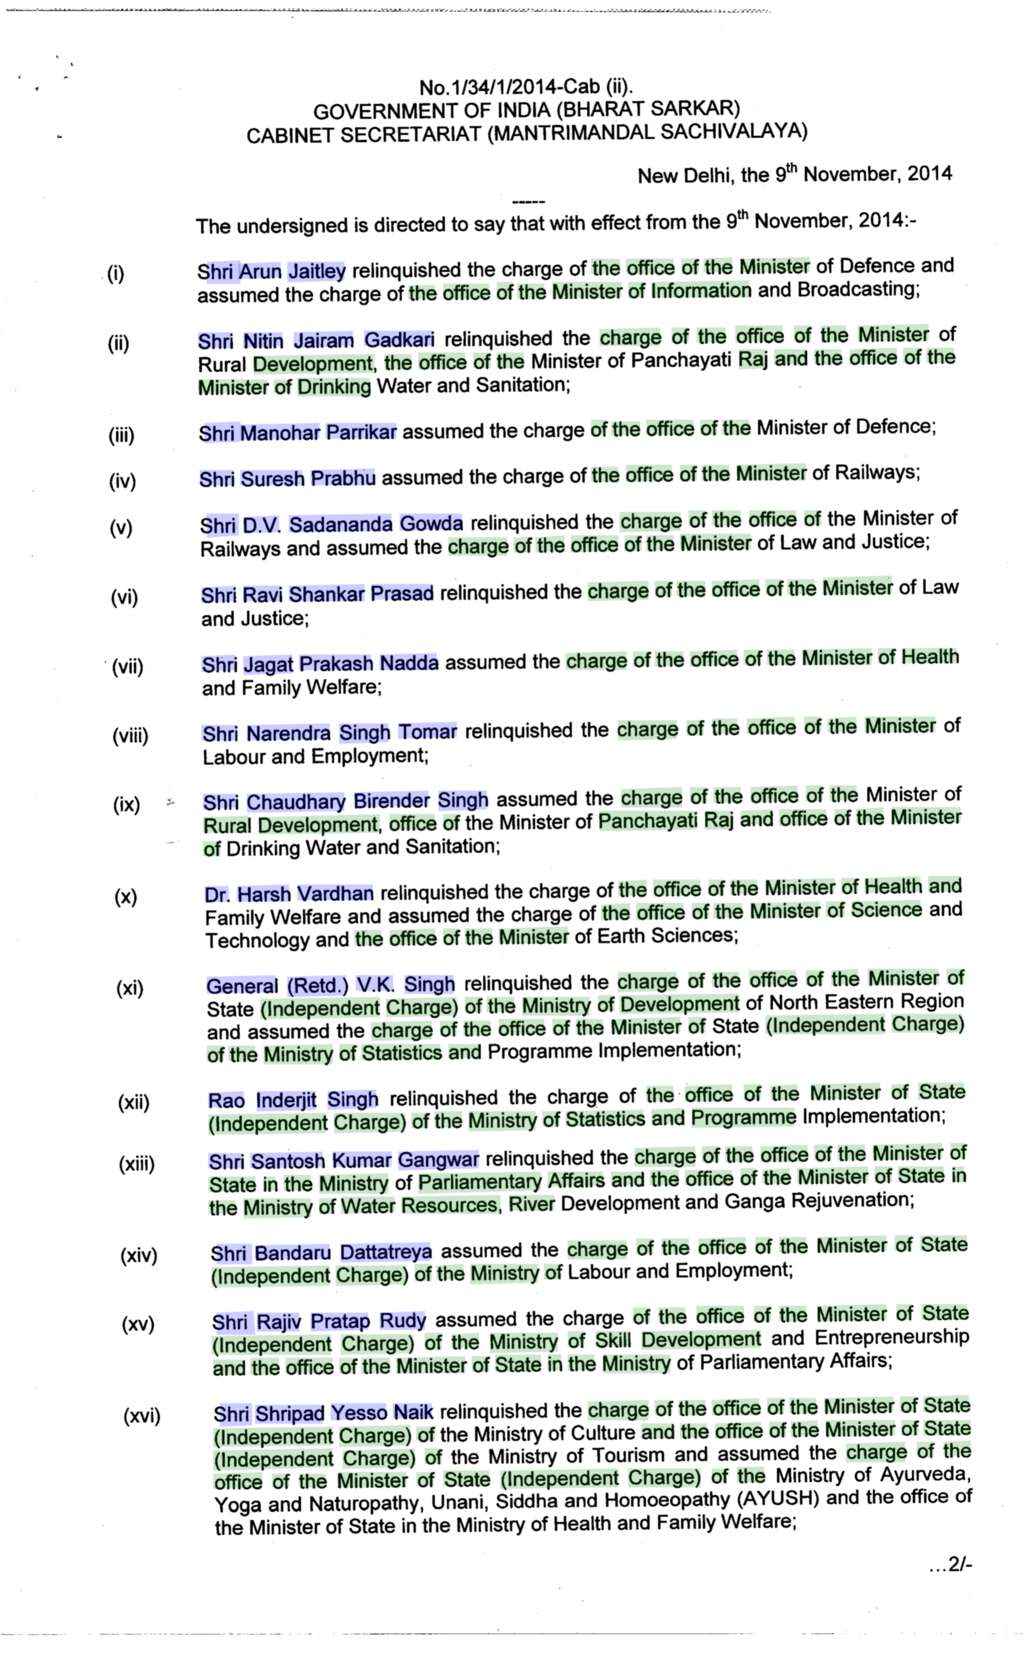 No.1/34/1/2014-Cab (ii).
GOVERNMENT OF INDIA (BHARAT SARKAR)
CABINET SECRETARIAT (MANTRIMANDAL SACHIVALAYA)
New Delhi, the 9th November, 2014
-----
The undersigned is directed to say that with effect from the 9th November, 2014:-
(i) Shri Arun Jaitley relinquished the charge of the office of the Minister of Defence and
assumed the charge of the office of the Minister of Information and Broadcasting;
(ii) Shri Nitin Jairam Gadkari relinquished the charge of the office of the Minister of
Rural Development, the office of the Minister of Panchayati Raj and the office of the
Minister of Drinking Water and Sanitation;
(iii) Shri Manohar Parrikar assumed the charge of the office of the Minister of Defence;
(iv) Shri Suresh Prabhu assumed the charge of the office of the Minister of Railways;
(v) Shri D.V. Sadananda Gowda relinquished the charge of the office of the Minister of
Railways and assumed the charge of the office of the Minister of Law and Justice;
(vi) Shri Ravi Shankar Prasad relinquished the charge of the office of the Minister of Law
and Justice;
(vii) Shri Jagat Prakash Nadda assumed the charge of the office of the Minister of Health
and Family Welfare;
(viii) Shri Narendra Singh Tomar relinquished the charge of the office of the Minister of
Labour and Employment;
(ix) Shri Chaudhary Birender Singh assumed the charge of the office of the Minister of
Rural Development, office of the Minister of Panchayati Raj and office of the Minister
of Drinking Water and Sanitation;
(x) Dr. Harsh Vardhan relinquished the charge of the office of the Minister of Health and
Family Welfare and assumed the charge of the office of the Minister of Science and
Technology and the office of the Minister of Earth Sciences;
(xi) General (Retd.) V.K. Singh relinquished the charge of the office of the Minister of
State (Independent Charge) of the Ministry of Development of North Eastern Region
and assumed the charge of the office of the Minister of State (Independent Charge)
of the Ministry of Statistics and Programme Implementation;
(xii) Rao Inderjit Singh relinquished the charge of the office of the Minister of State
(Independent Charge) of the Ministry of Statistics and Programme Implementation;
(xiii) Shri Santosh Kumar Gangwar relinquished the charge of the office of the Minister of
State in the Ministry of Parliamentary Affairs and the office of the Minister of State in
the Ministry of Water Resources, River Development and Ganga Rejuvenation;
(xiv) Shri Bandaru Dattatreya assumed the charge of the office of the Minister of State
(Independent Charge) of the Ministry of Labour and Employment;
(xv) Shri Rajiv Pratap Rudy assumed the charge of the office of the Minister of State
(Independent Charge) of the Ministry of Skill Development and Entrepreneurship
and the office of the Minister of State in the Ministry of Parliamentary Affairs;
(xvi) Shri Shripad Yesso Naik relinquished the charge of the office of the Minister of State
(Independent Charge) of the Ministry of Culture and the office of the Minister of State
(Independent Charge) of the Ministry of Tourism and assumed the charge of the
office of the Minister of State (Independent Charge) of the Ministry of Ayurveda,
Yoga and Naturopathy, Unani, Siddha and Homoeopathy (AYUSH) and the office of
the Minister of State in the Ministry of Health and Family Welfare;
...2/-